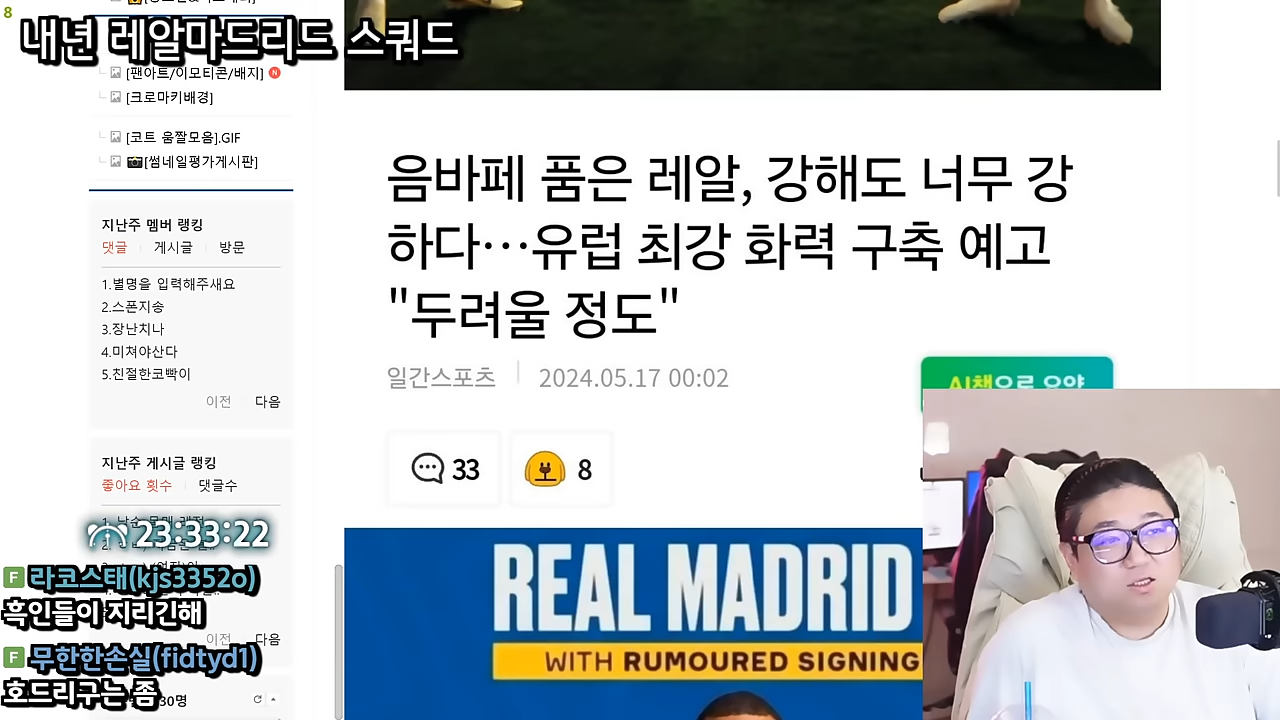 8
내년 레알마드리드 스쿼드
[팬아트/이모티콘/배지] N
[크로마키배경]
[코트 움짤모음].GIF
[썸네일평가게시판]
지난주 멤버 랭킹
댓글 게시글 방문
1.별명을 입력해주세요
2.스폰지송
3.장난치나
4.미쳐야산다
5.친절한코빡이
이전 다음
지난주 게시글 랭킹
좋아요 횟수 댓글수
23:33:22
F 라코스태(kjs3352o)
흑인들이 지리긴해
이전 다음
F 무한한손실(fidtyd1)
호드리구는 좀
30명
음바페 품은 레알, 강해도 너무 강
하다…유럽 최강 화력 구축 예고
"두려울 정도"
일간스포츠 2024.05.17 00:02
33
8
REAL MADRID
WITH RUMOURED SIGNING